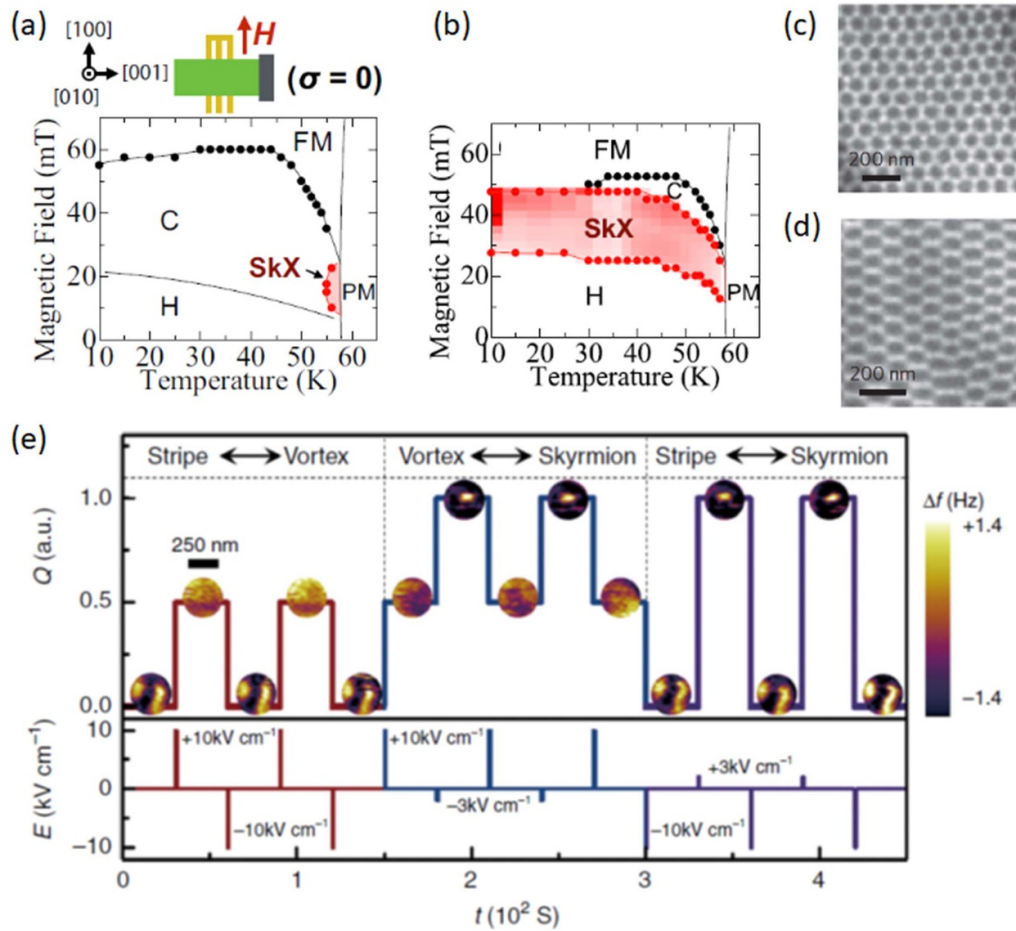 (a)
[100]
[001]
[010]
H
(σ = 0)
Magnetic Field (mT)
60
40
20
0
FM
C
SkX
H
PM
10 20 30 40 50 60
Temperature (K)
(b)
Magnetic Field (mT)
60
40
20
0
FM
C
SkX
H
PM
10 20 30 40 50 60
Temperature (K)
(c)
200 nm
(d)
200 nm
(e)
Stripe ⟷ Vortex
Vortex ⟷ Skyrmion
Stripe ⟷ Skyrmion
Q (a.u.)
1.0
0.5
0.0
250 nm
Δf (Hz)
+1.4
−1.4
E (kV cm⁻¹)
10
0
−10
+10kV cm⁻¹
−10kV cm⁻¹
+10kV cm⁻¹
−3kV cm⁻¹
+3kV cm⁻¹
−10kV cm⁻¹
0 1 2 3 4
t (10² S)